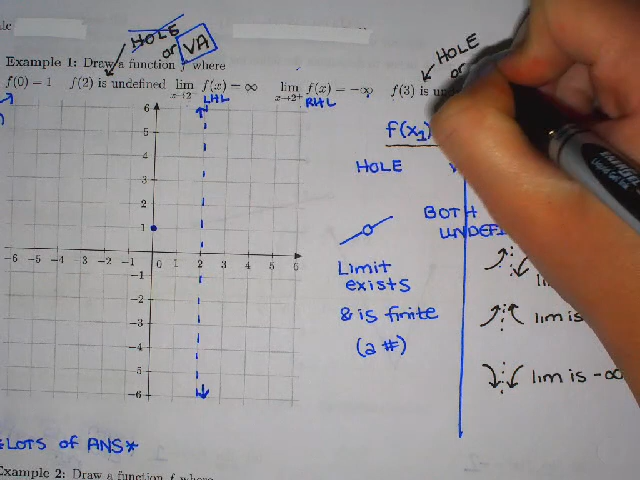 HOLE
or VA
HOLE
or
Example 1: Draw a function f where
f(0) = 1 f(2) is undefined lim x→2⁻ f(x) = ∞ lim x→2⁺ f(x) = −∞, f(3) is
LHL RHL
f(x₁)
HOLE
BOTH
UNDEFI
Limit
exists
& is finite
(a #)
lim is
lim is −∞
6
5
4
3
2
1
−6 −5 −4 −3 −2 −1 0 1 2 3 4 5 6
−1
−2
−3
−4
−5
−6
*LOTS OF ANS*
Example 2: Draw a function f where